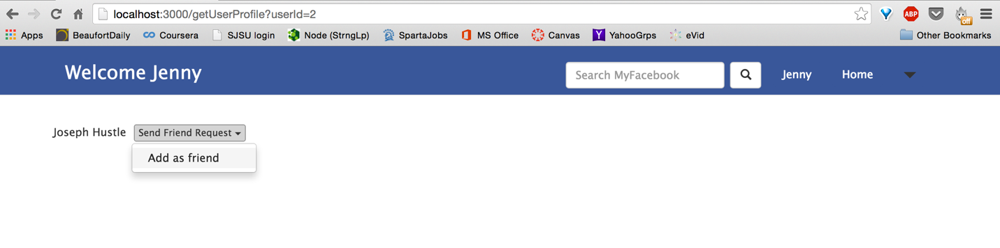 localhost:3000/getUserProfile?userId=2
ABP
off
Apps BeaufortDaily Coursera SJSU login Node (StrngLp) SpartaJobs MS Office Canvas YahooGrps eVid Other Bookmarks
Welcome Jenny Search MyFacebook Jenny Home
Joseph Hustle Send Friend Request
Add as friend